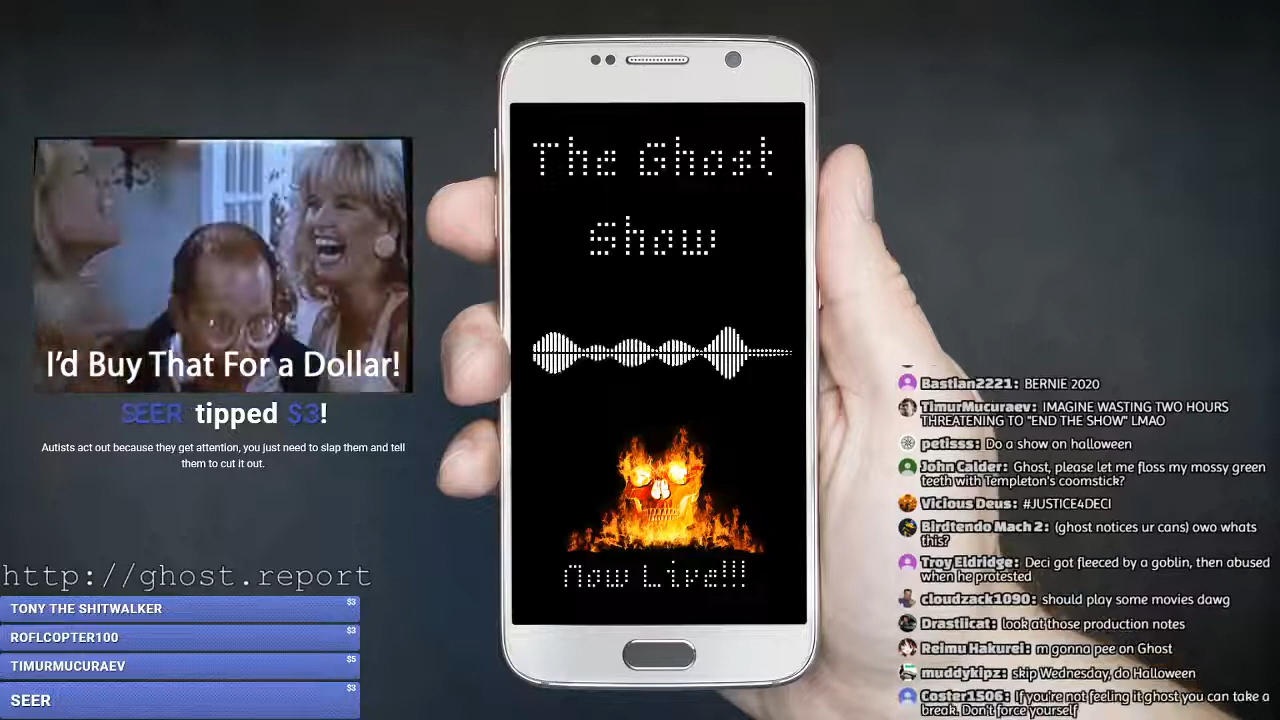 The Ghost
Show
Now Live!!!
I'd Buy That For a Dollar!
SEER tipped $3!
Autists act out because they get attention, you just need to slap them and tell
them to cut it out.
http://ghost.report
TONY THE SHITWALKER $3
ROFLCOPTER100 $3
TIMURMUCURAEV $5
SEER $3
Bastian2221: BERNIE 2020
TimurMucuraev: IMAGINE WASTING TWO HOURS
THREATENING TO "END THE SHOW" LMAO
petisss: Do a show on halloween
John Calder: Ghost, please let me floss my mossy green
teeth with Templeton's coomstick?
Vicious Deus: #JUSTICE4DECI
Birdtendo Mach 2: (ghost notices ur cans) owo whats
this?
Troy Eldridge: Deci got fleeced by a goblin, then abused
when he protested
cloudzack1090: should play some movies dawg
Drastiicat: look at those production notes
Reimu Hakurei: m gonna pee on Ghost
muddykipz: skip Wednesday, do Halloween
Coster1506: If you're not feeling it ghost you can take a
break. Don't force yourself